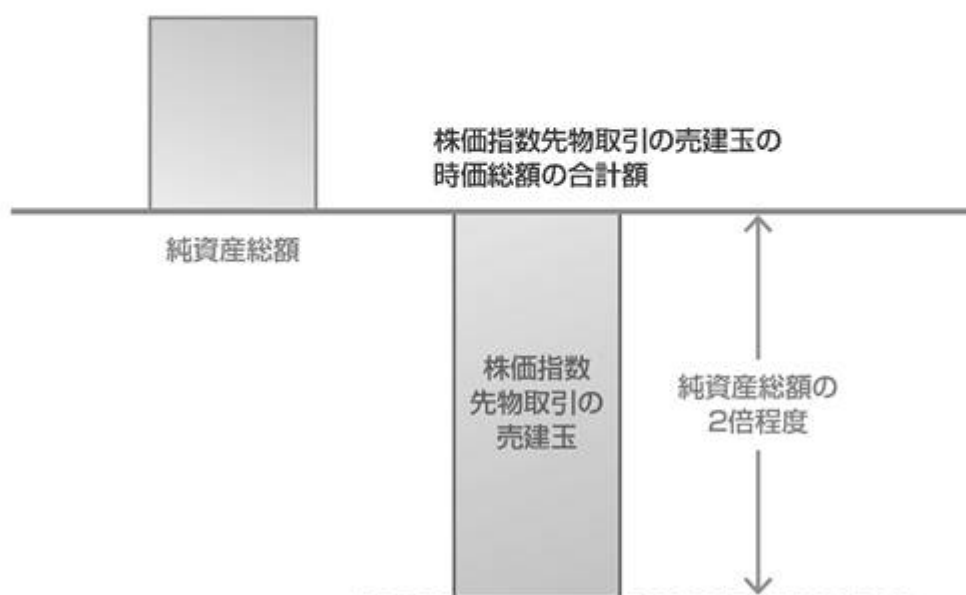 株価指数先物取引の売建玉の
時価総額の合計額
純資産総額
株価指数
先物取引の
売建玉
純資産総額の
2倍程度